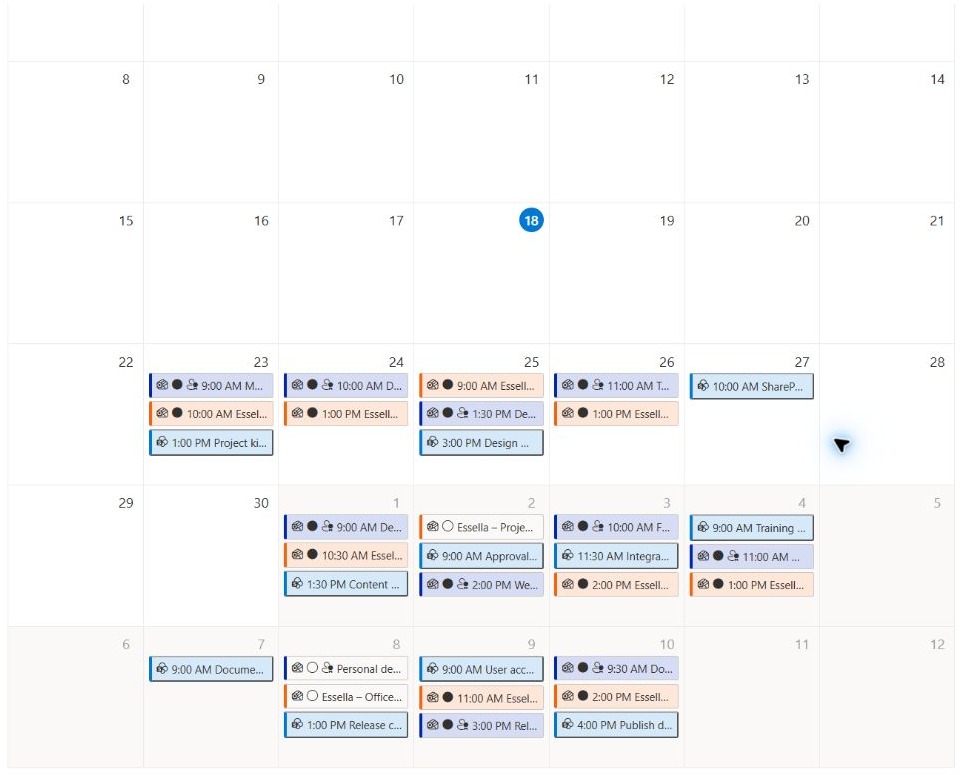 8 9 10 11 12 13 14
15 16 17 18 19 20 21
22 23 24 25 26 27 28
9:00 AM M...
10:00 AM Essel...
1:00 PM Project ki...
10:00 AM D...
1:00 PM Essell...
9:00 AM Essell...
1:30 PM De...
3:00 PM Design ...
11:00 AM T...
1:00 PM Essell...
10:00 AM ShareP...
29 30 1 2 3 4 5
9:00 AM De...
10:30 AM Essel...
1:30 PM Content ...
Essella – Proje...
9:00 AM Approval...
2:00 PM We...
10:00 AM F...
11:30 AM Integra...
2:00 PM Essell...
9:00 AM Training ...
11:00 AM ...
1:00 PM Essell...
6 7 8 9 10 11 12
9:00 AM Docume...
Personal de...
Essella – Office...
1:00 PM Release c...
9:00 AM User acc...
11:00 AM Essel...
3:00 PM Rel...
9:30 AM Do...
2:00 PM Essell...
4:00 PM Publish d...